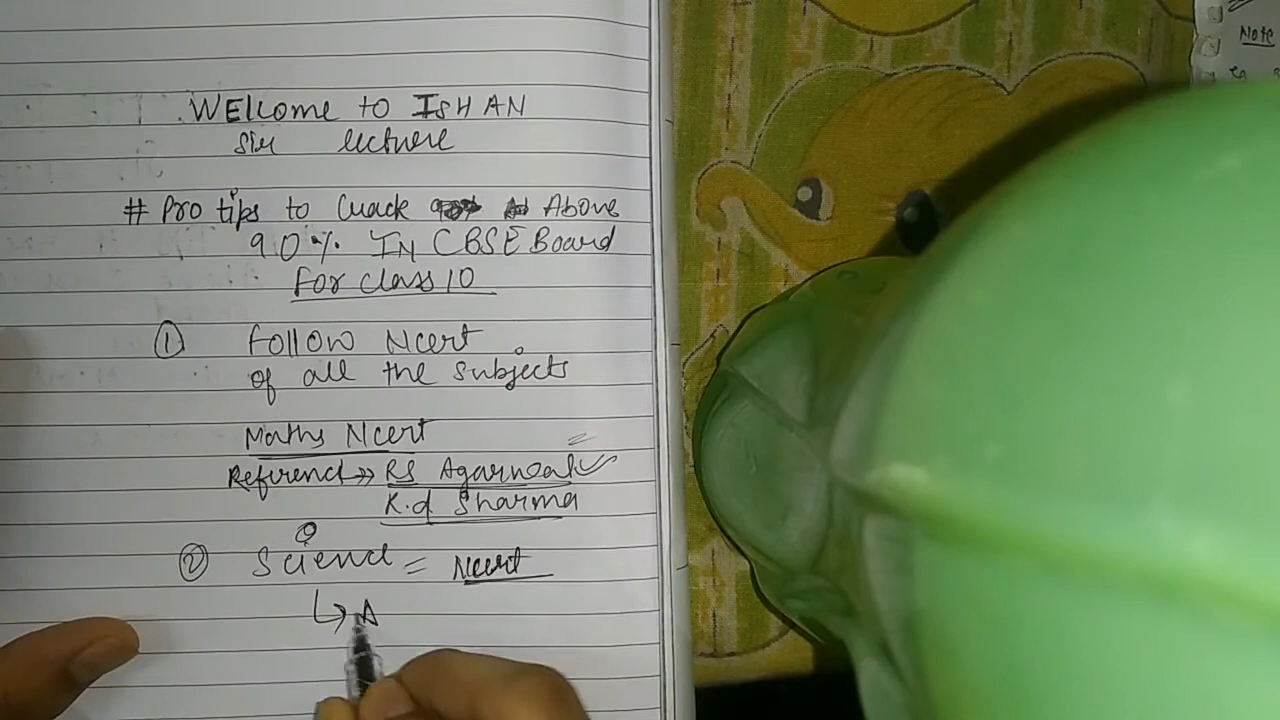 WELcome to ISHAN
sir lecture
# Pro tips to Crack Above
90% IN CBSE Board
For class 10
① Follow Ncert
of all the subjects
Maths Ncert
Reference →> RS Agarwal ✓
K.d Sharma
② Science = Ncert
↳ A
Note